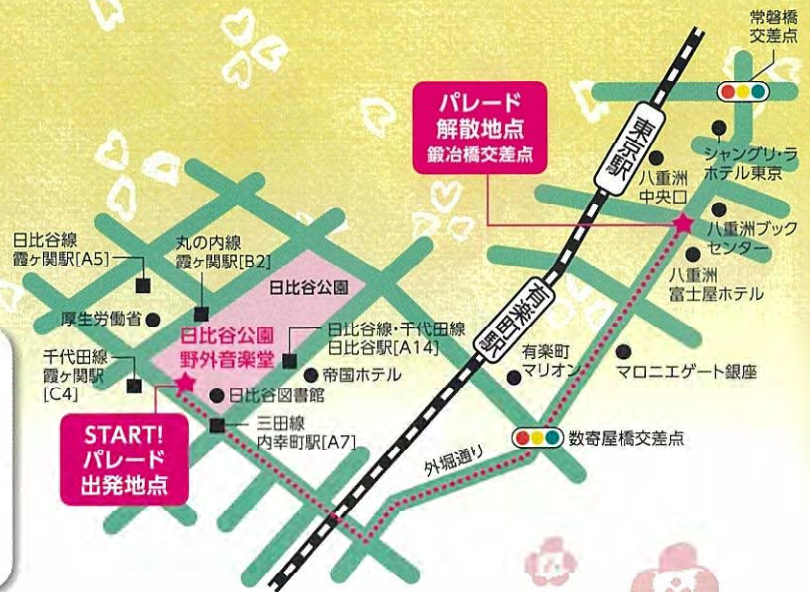 常磐橋
交差点
パレード
解散地点
鍛冶橋交差点
東京駅
シャングリ・ラ
ホテル東京
八重洲
中央口
八重洲ブック
センター
八重洲
富士屋ホテル
日比谷線
霞ヶ関駅[A5]
丸の内線
霞ヶ関駅[B2]
日比谷公園
厚生労働省
日比谷公園
野外音楽堂
日比谷線・千代田線
日比谷駅[A14]
有楽町駅
有楽町
マリオン
マロニエゲート銀座
千代田線
霞ヶ関駅
[C4]
帝国ホテル
日比谷図書館
START!
パレード
出発地点
三田線
内幸町駅[A7]
外堀通り
数寄屋橋交差点